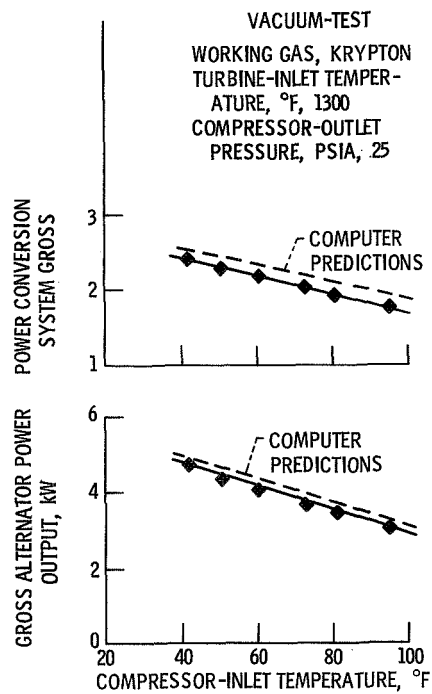 VACUUM-TEST
WORKING GAS, KRYPTON
TURBINE-INLET TEMPER-
ATURE, °F, 1300
COMPRESSOR-OUTLET
PRESSURE, PSIA, 25
POWER CONVERSION
SYSTEM GROSS
3
2
1
COMPUTER
PREDICTIONS
GROSS ALTERNATOR POWER
OUTPUT, kW
6
4
2
0
COMPUTER
PREDICTIONS
20 40 60 80 100
COMPRESSOR-INLET TEMPERATURE, °F